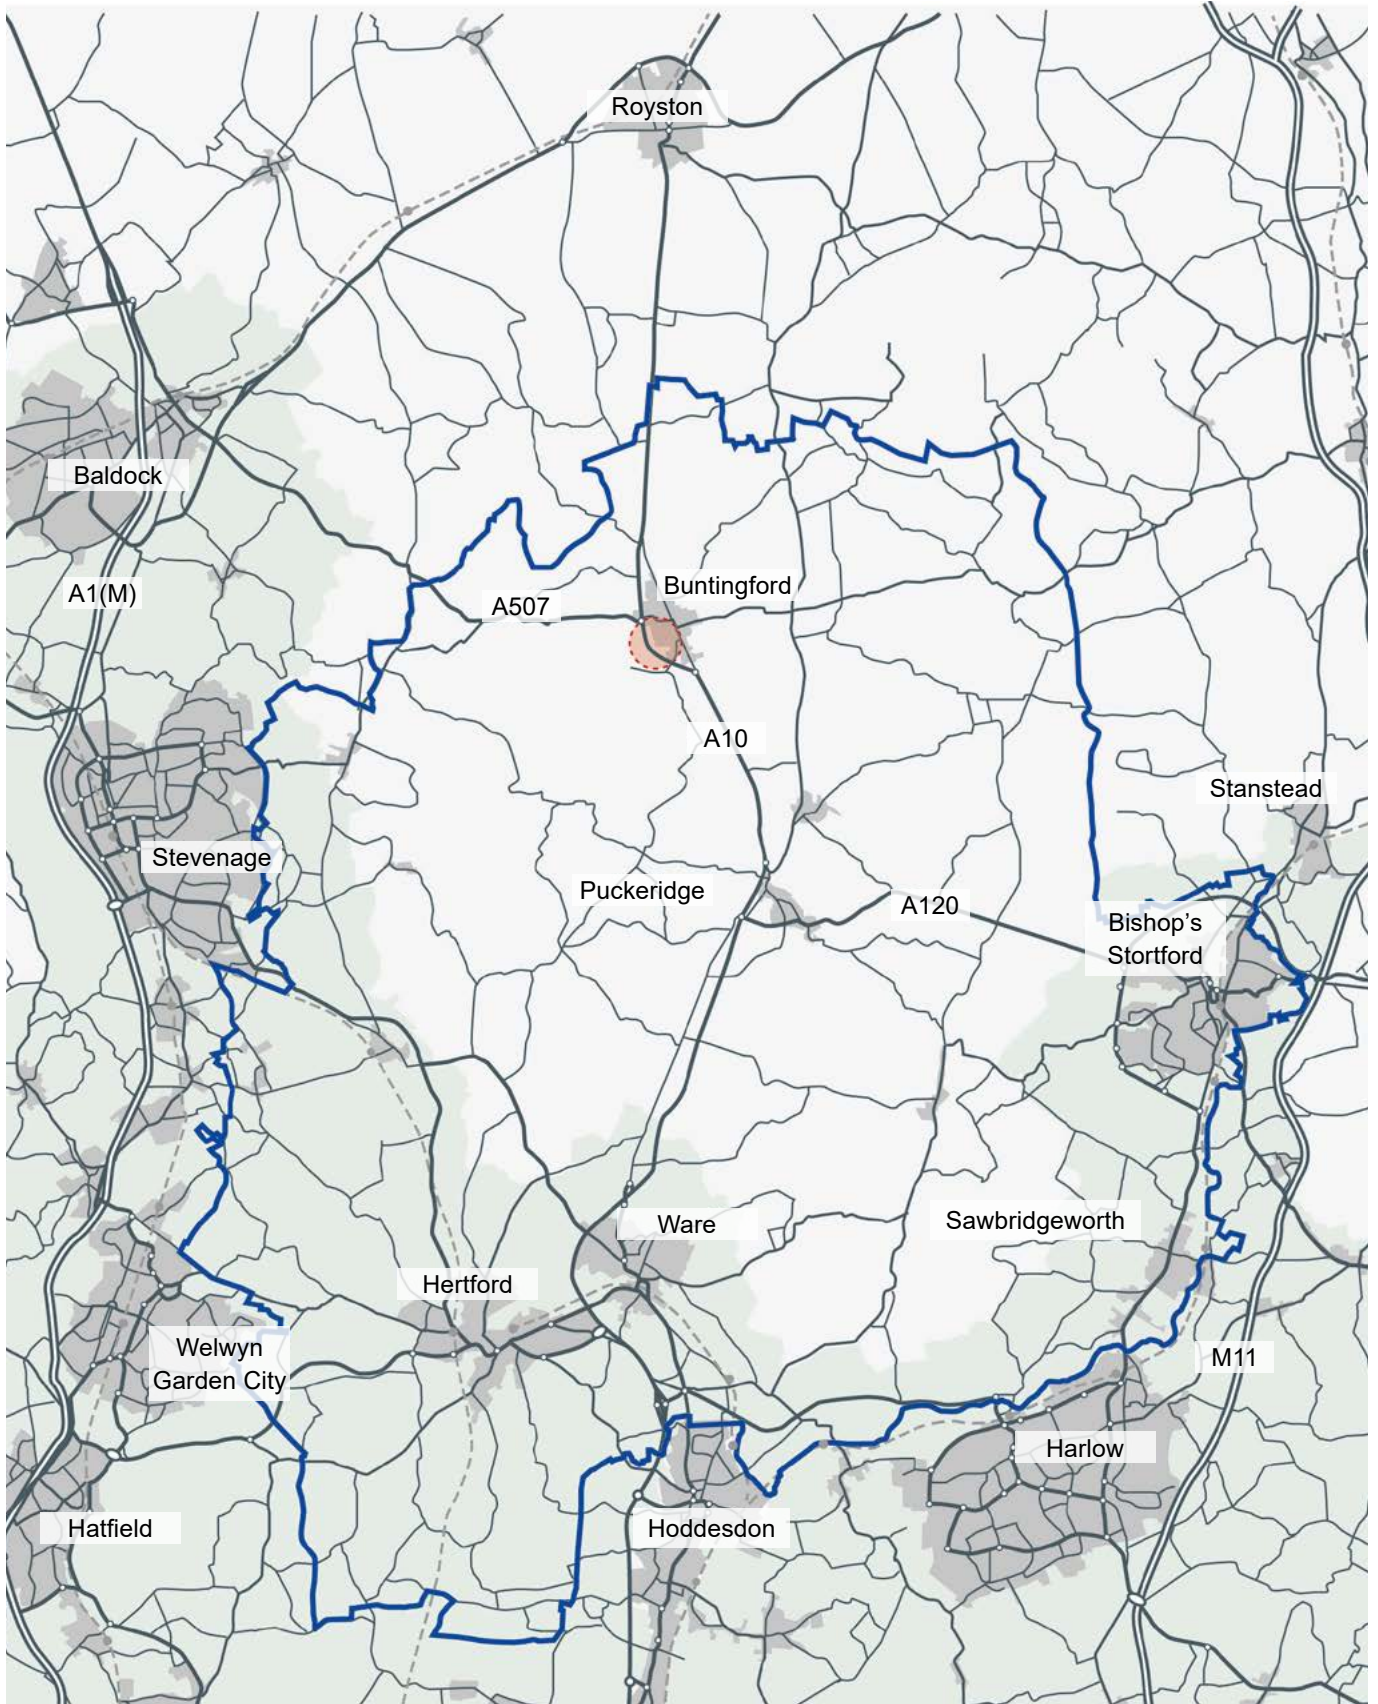 Royston
Baldock
A1(M)
Buntingford
A507
A10
Stanstead
Stevenage
Puckeridge
A120
Bishop's
Stortford
Sawbridgeworth
Ware
Hertford
Welwyn
Garden City
M11
Harlow
Hatfield
Hoddesdon